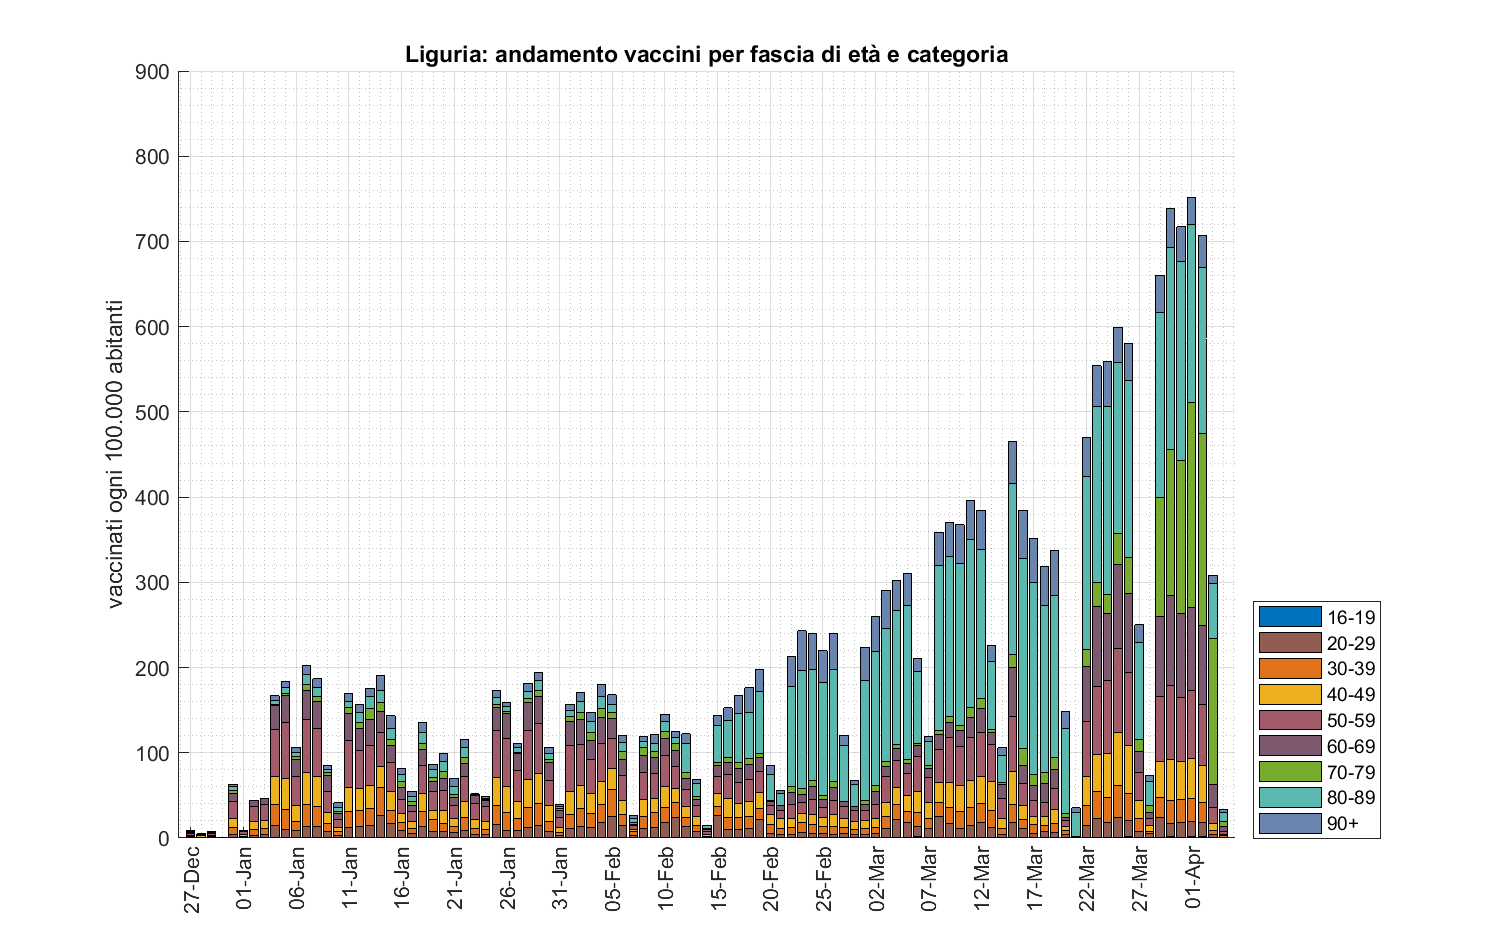 Liguria: andamento vaccini per fascia di età e categoria
vaccinati ogni 100.000 abitanti
900
800
700
600
500
400
300
200
100
0
27-Dec
01-Jan
06-Jan
11-Jan
16-Jan
21-Jan
26-Jan
31-Jan
05-Feb
10-Feb
15-Feb
20-Feb
25-Feb
02-Mar
07-Mar
12-Mar
17-Mar
22-Mar
27-Mar
01-Apr
16-19
20-29
30-39
40-49
50-59
60-69
70-79
80-89
90+